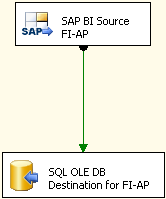 SAP
SAP BI Source
FI-AP
SQL OLE DB
Destination for FI-AP